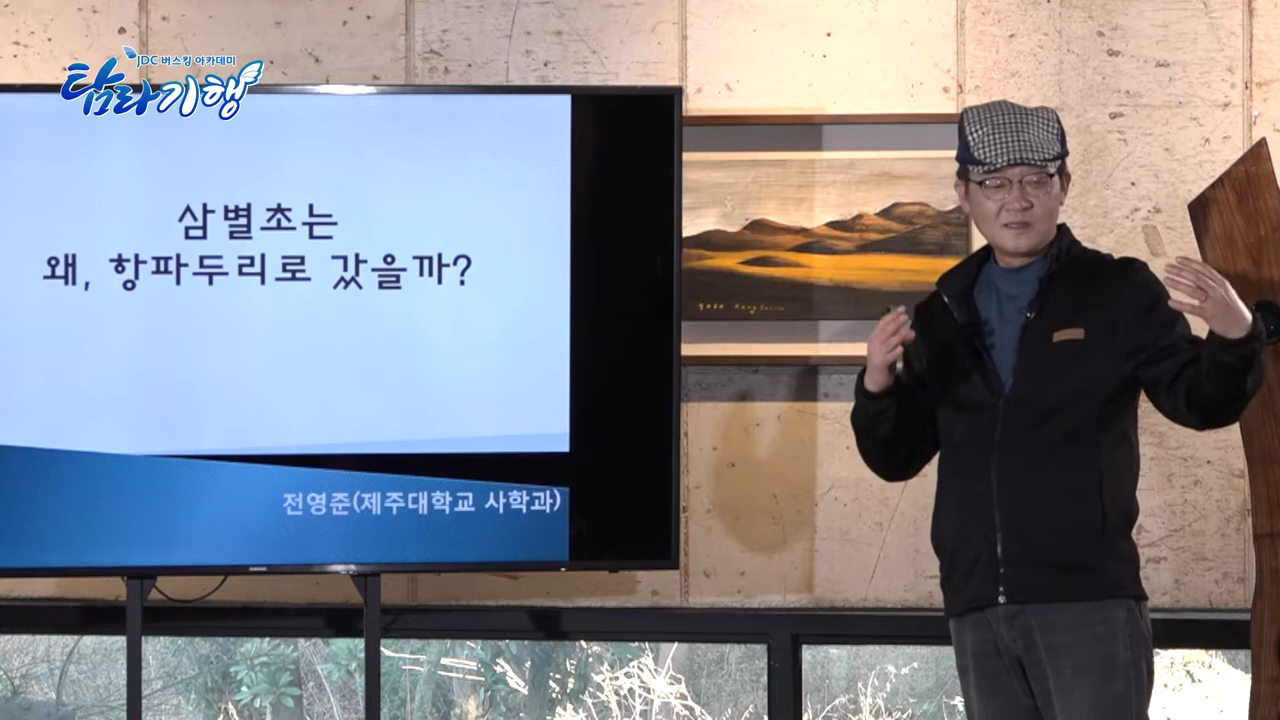 JDC 버스킹 아카데미
탐라기행
삼별초는
왜, 항파두리로 갔을까?
전영준(제주대학교 사학과)
SAMSUNG